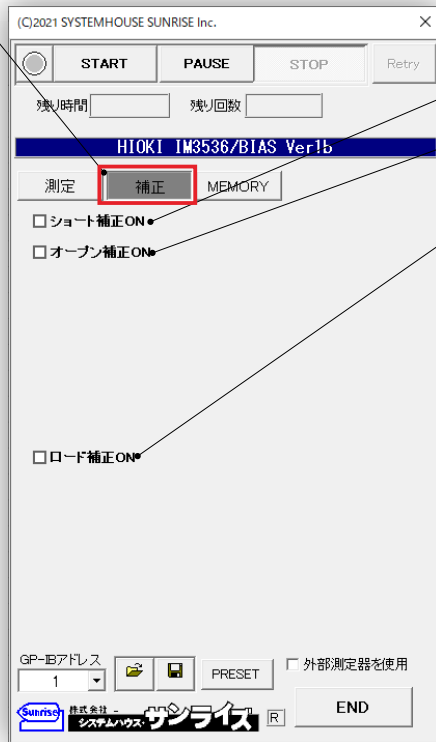 (C)2021 SYSTEMHOUSE SUNRISE Inc.
START PAUSE STOP Retry
残り時間 残り回数
HIOKI IM3536/BIAS Ver1b
測定 補正 MEMORY
ショート補正ON
オープン補正ON
ロード補正ON
GP-IBアドレス
1 PRESET 外部測定器を使用
Sunrise 株式会社 システムハウス サンライズ R END